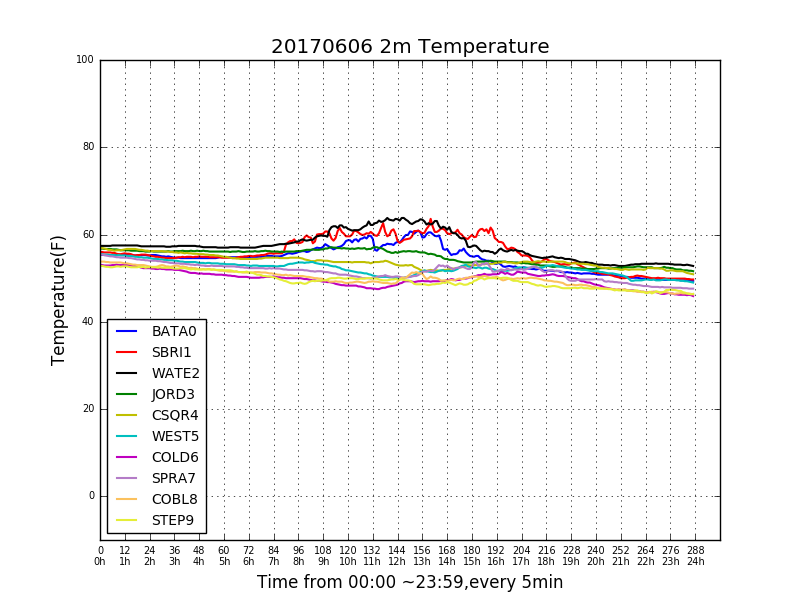 20170606 2m Temperature
100
80
60
40
20
0
Temperature(F)
BATA0
SBRI1
WATE2
JORD3
CSQR4
WEST5
COLD6
SPRA7
COBL8
STEP9
0 12 24 36 48 60 72 84 96 108 120 132 144 156 168 180 192 204 216 228 240 252 264 276 288
0h 1h 2h 3h 4h 5h 6h 7h 8h 9h 10h 11h 12h 13h 14h 15h 16h 17h 18h 19h 20h 21h 22h 23h 24h
Time from 00:00 ~23:59,every 5min